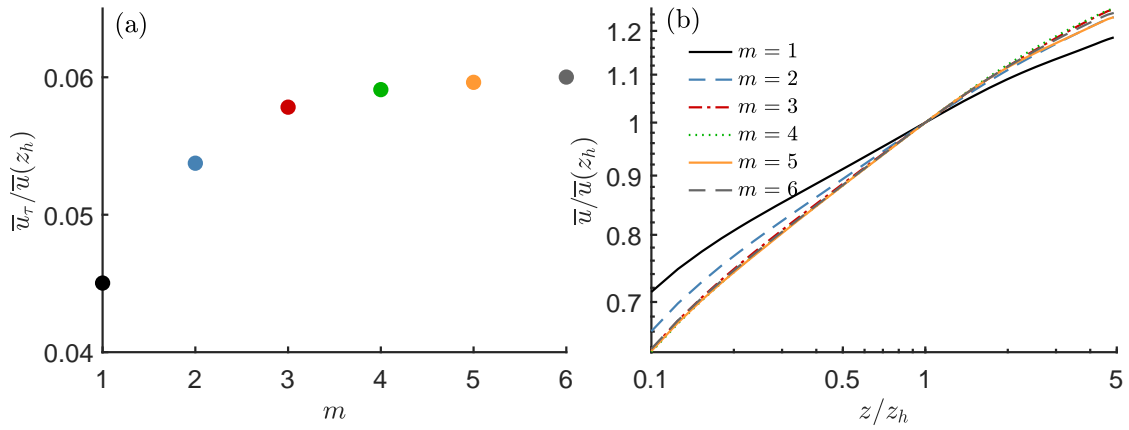 (a)
0.06
0.05
0.04
u̅_τ/u̅(z_h)
1 2 3 4 5 6
m
(b)
1.2
1.1
1
0.9
0.8
0.7
u̅/u̅(z_h)
m = 1
m = 2
m = 3
m = 4
m = 5
m = 6
0.1 0.5 1 5
z/z_h